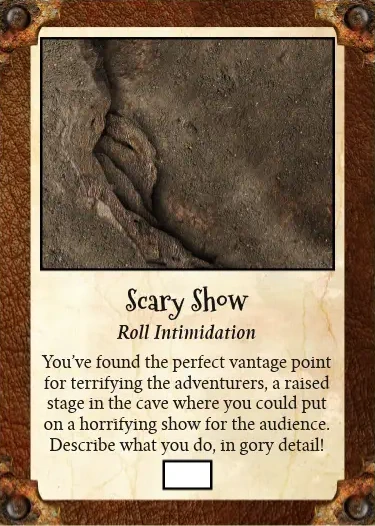 Scary Show
Roll Intimidation
You've found the perfect vantage point
for terrifying the adventurers, a raised
stage in the cave where you could put
on a horrifying show for the audience.
Describe what you do, in gory detail!